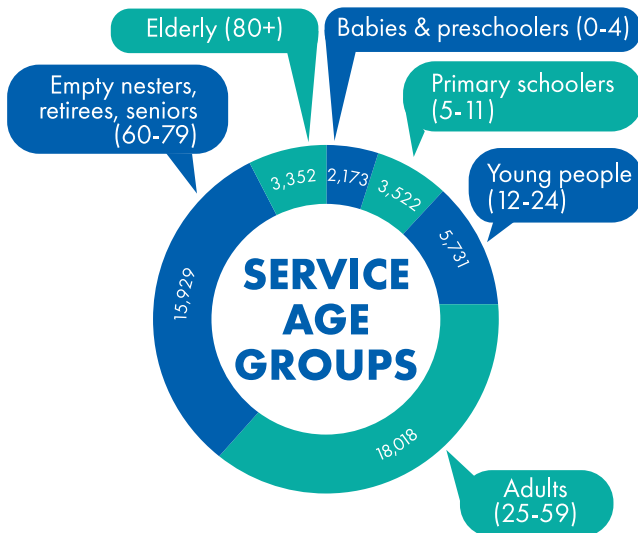 Elderly (80+)
Babies & preschoolers (0-4)
Empty nesters,
retirees, seniors
(60-79)
Primary schoolers
(5-11)
Young people
(12-24)
3,352
2,173
3,522
5,731
15,929
18,018
SERVICE
AGE
GROUPS
Adults
(25-59)